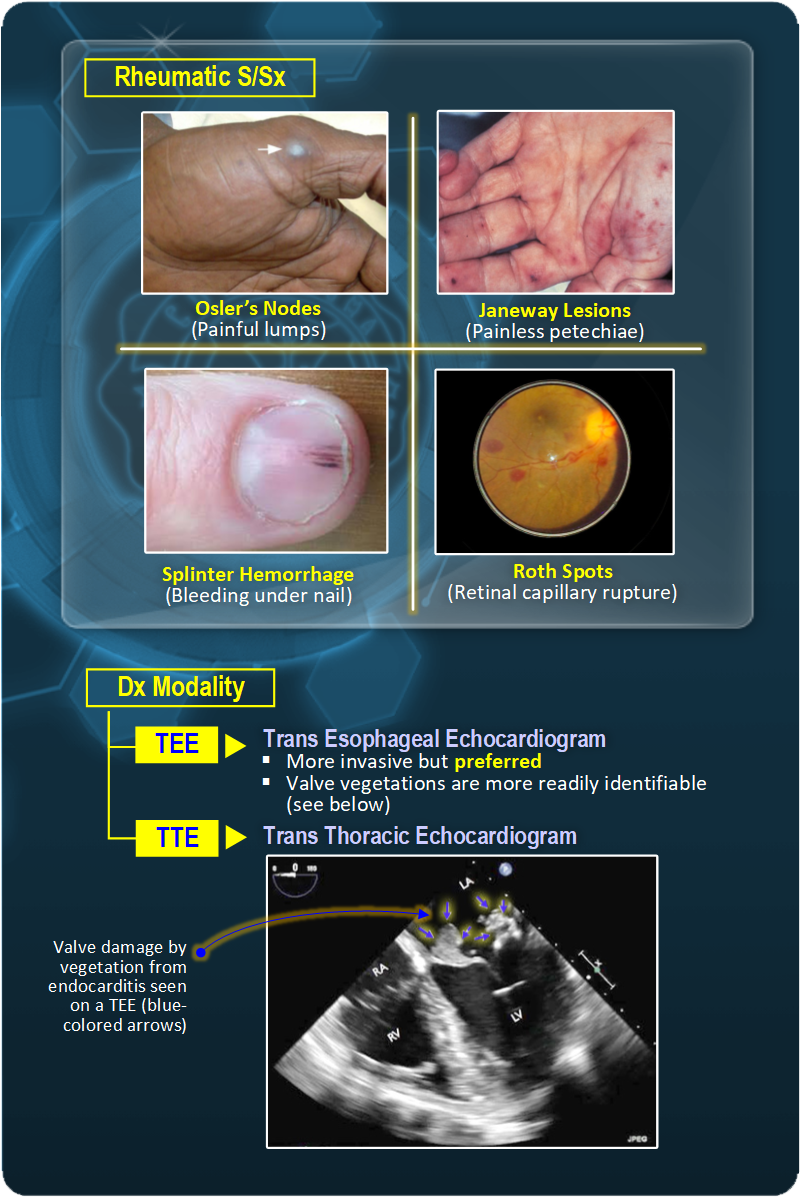 Rheumatic S/Sx
Osler's Nodes
(Painful lumps)
Janeway Lesions
(Painless petechiae)
Splinter Hemorrhage
(Bleeding under nail)
Roth Spots
(Retinal capillary rupture)
Dx Modality
TEE
Trans Esophageal Echocardiogram
▪ More invasive but preferred
▪ Valve vegetations are more readily identifiable
(see below)
TTE
Trans Thoracic Echocardiogram
Valve damage by
vegetation from
endocarditis seen
on a TEE (blue-
colored arrows)
0 0 180
LA
RA
RV
LV
JPEG